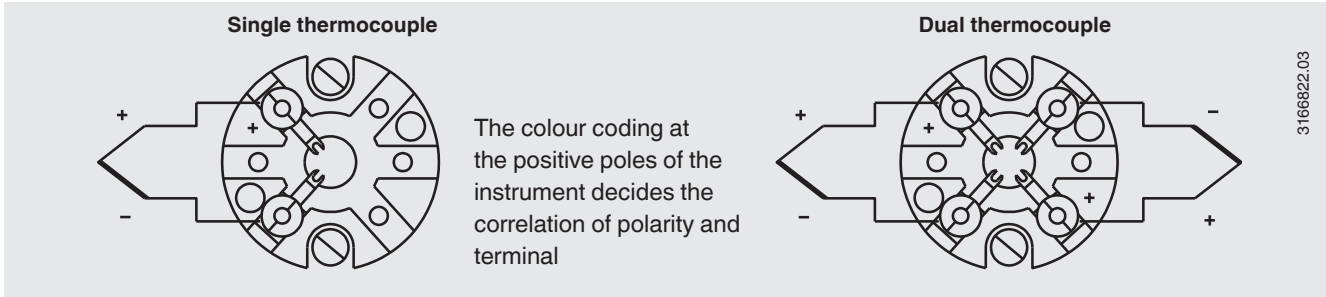 Single thermocouple
+
+
–
The colour coding at
the positive poles of the
instrument decides the
correlation of polarity and
terminal
Dual thermocouple
+
+
–
–
+
+
3166822.03